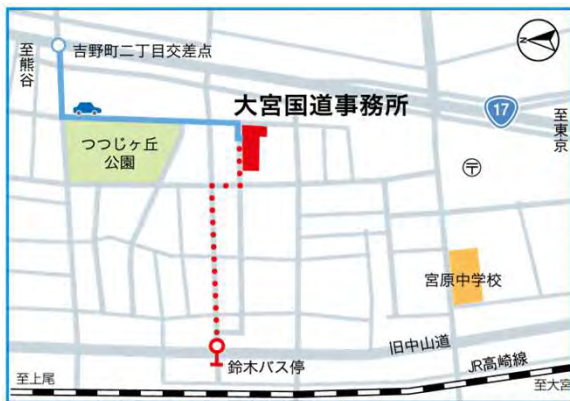 吉野町二丁目交差点
至熊谷
大宮国道事務所
17
至東京
つつじヶ丘
公園
宮原中学校
旧中山道
鈴木バス停
JR高崎線
至上尾
至大宮